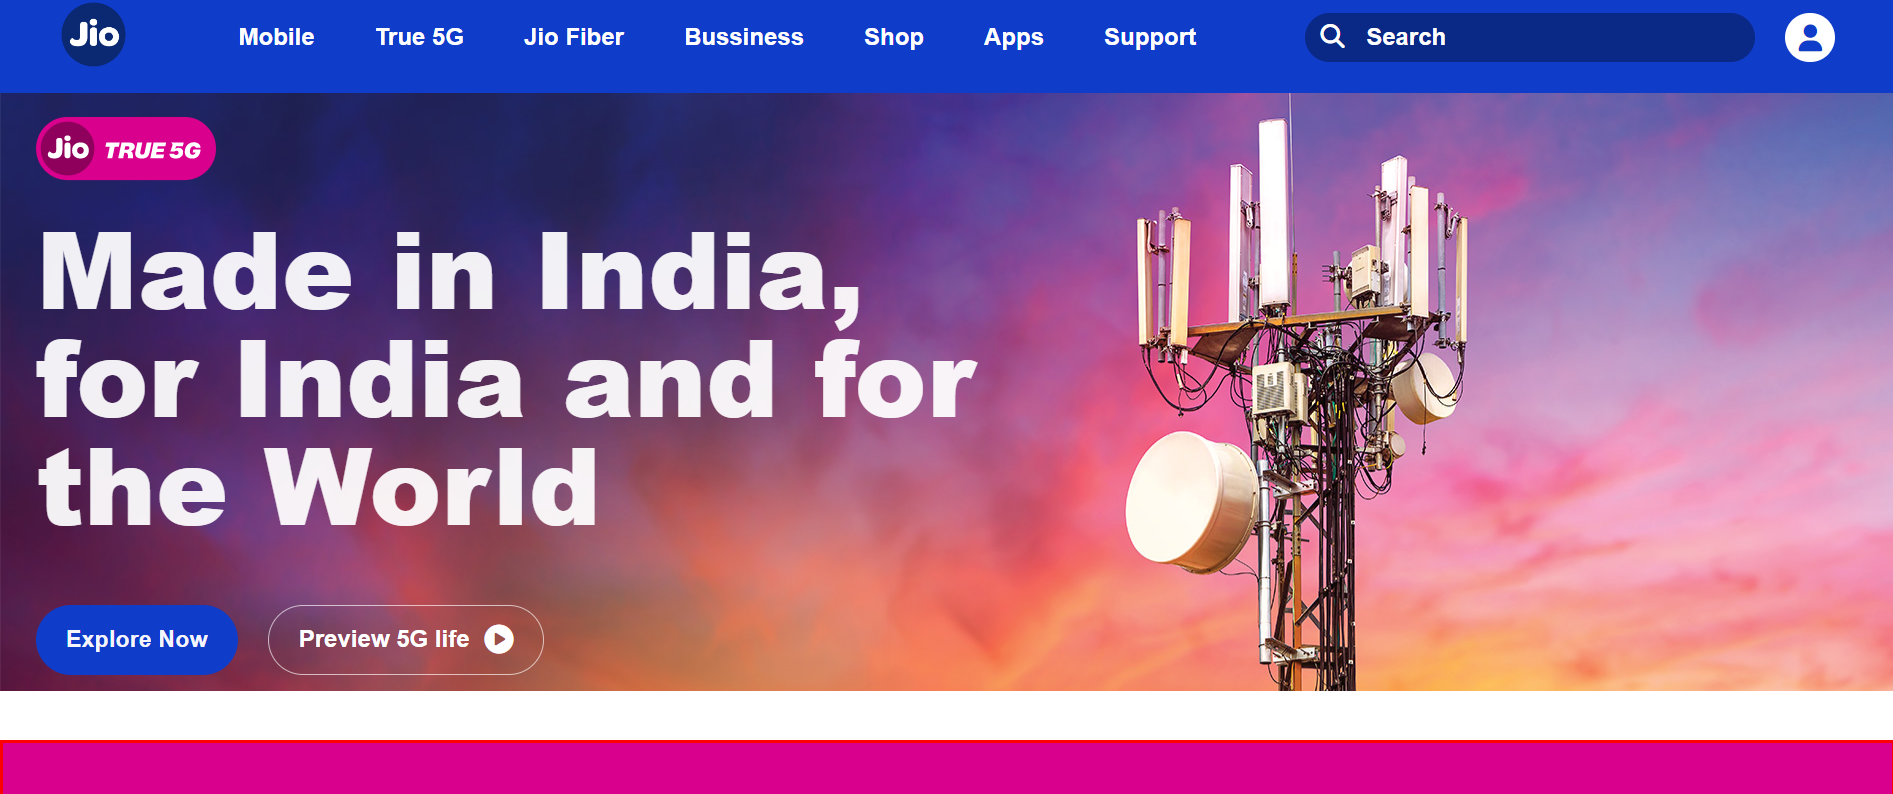 Jio
Mobile
True 5G
Jio Fiber
Bussiness
Shop
Apps
Support
Search
Jio TRUE 5G
Made in India,
for India and for
the World
Explore Now
Preview 5G life